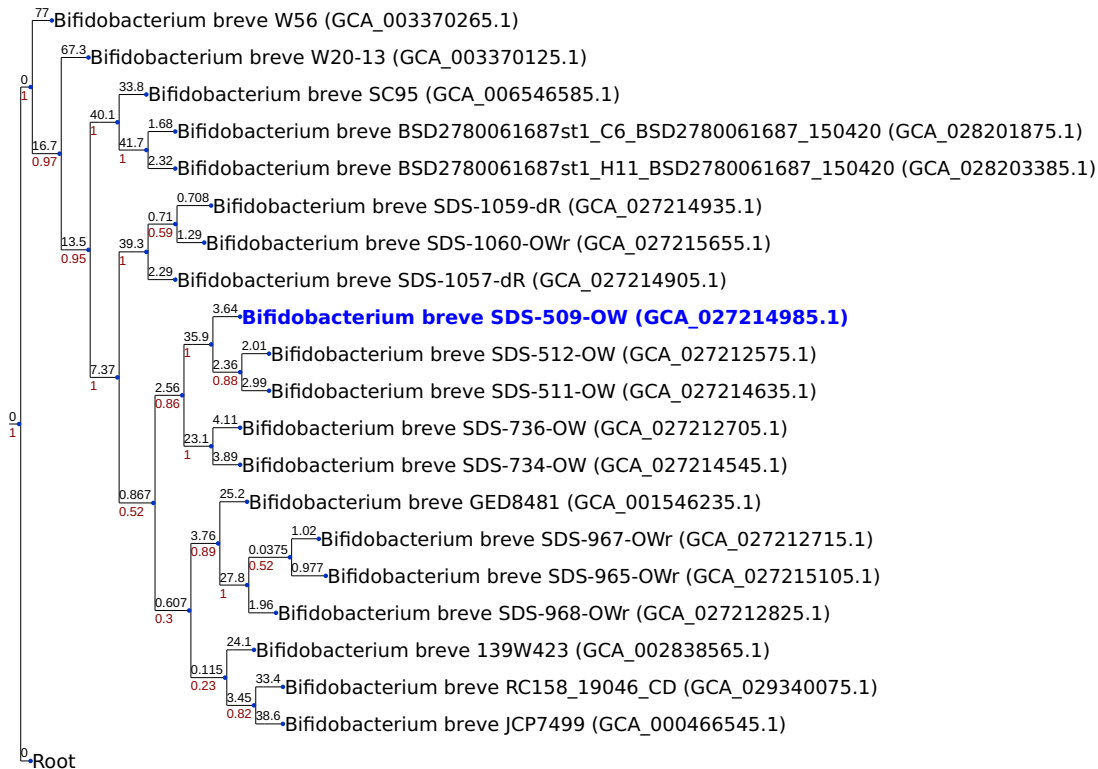 77
Bifidobacterium breve W56 (GCA_003370265.1)
67.3
Bifidobacterium breve W20-13 (GCA_003370125.1)
0
1
33.8
Bifidobacterium breve SC95 (GCA_006546585.1)
40.1
1
1.68
Bifidobacterium breve BSD2780061687st1_C6_BSD2780061687_150420 (GCA_028201875.1)
16.7
0.97
41.7
1
2.32
Bifidobacterium breve BSD2780061687st1_H11_BSD2780061687_150420 (GCA_028203385.1)
0.708
Bifidobacterium breve SDS-1059-dR (GCA_027214935.1)
0.71
0.59
13.5
0.95
1.29
Bifidobacterium breve SDS-1060-OWr (GCA_027215655.1)
39.3
1
2.29
Bifidobacterium breve SDS-1057-dR (GCA_027214905.1)
3.64
Bifidobacterium breve SDS-509-OW (GCA_027214985.1)
35.9
1
2.01
Bifidobacterium breve SDS-512-OW (GCA_027212575.1)
7.37
1
2.36
0.88
2.99
Bifidobacterium breve SDS-511-OW (GCA_027214635.1)
2.56
0.86
0
1
4.11
Bifidobacterium breve SDS-736-OW (GCA_027212705.1)
23.1
1
3.89
Bifidobacterium breve SDS-734-OW (GCA_027214545.1)
0.867
0.52
25.2
Bifidobacterium breve GED8481 (GCA_001546235.1)
3.76
0.89
1.02
Bifidobacterium breve SDS-967-OWr (GCA_027212715.1)
0.0375
0.52
0.977
Bifidobacterium breve SDS-965-OWr (GCA_027215105.1)
27.8
1
1.96
Bifidobacterium breve SDS-968-OWr (GCA_027212825.1)
0.607
0.3
24.1
Bifidobacterium breve 139W423 (GCA_002838565.1)
0.115
0.23
33.4
Bifidobacterium breve RC158_19046_CD (GCA_029340075.1)
3.45
0.82
38.6
Bifidobacterium breve JCP7499 (GCA_000466545.1)
0
Root